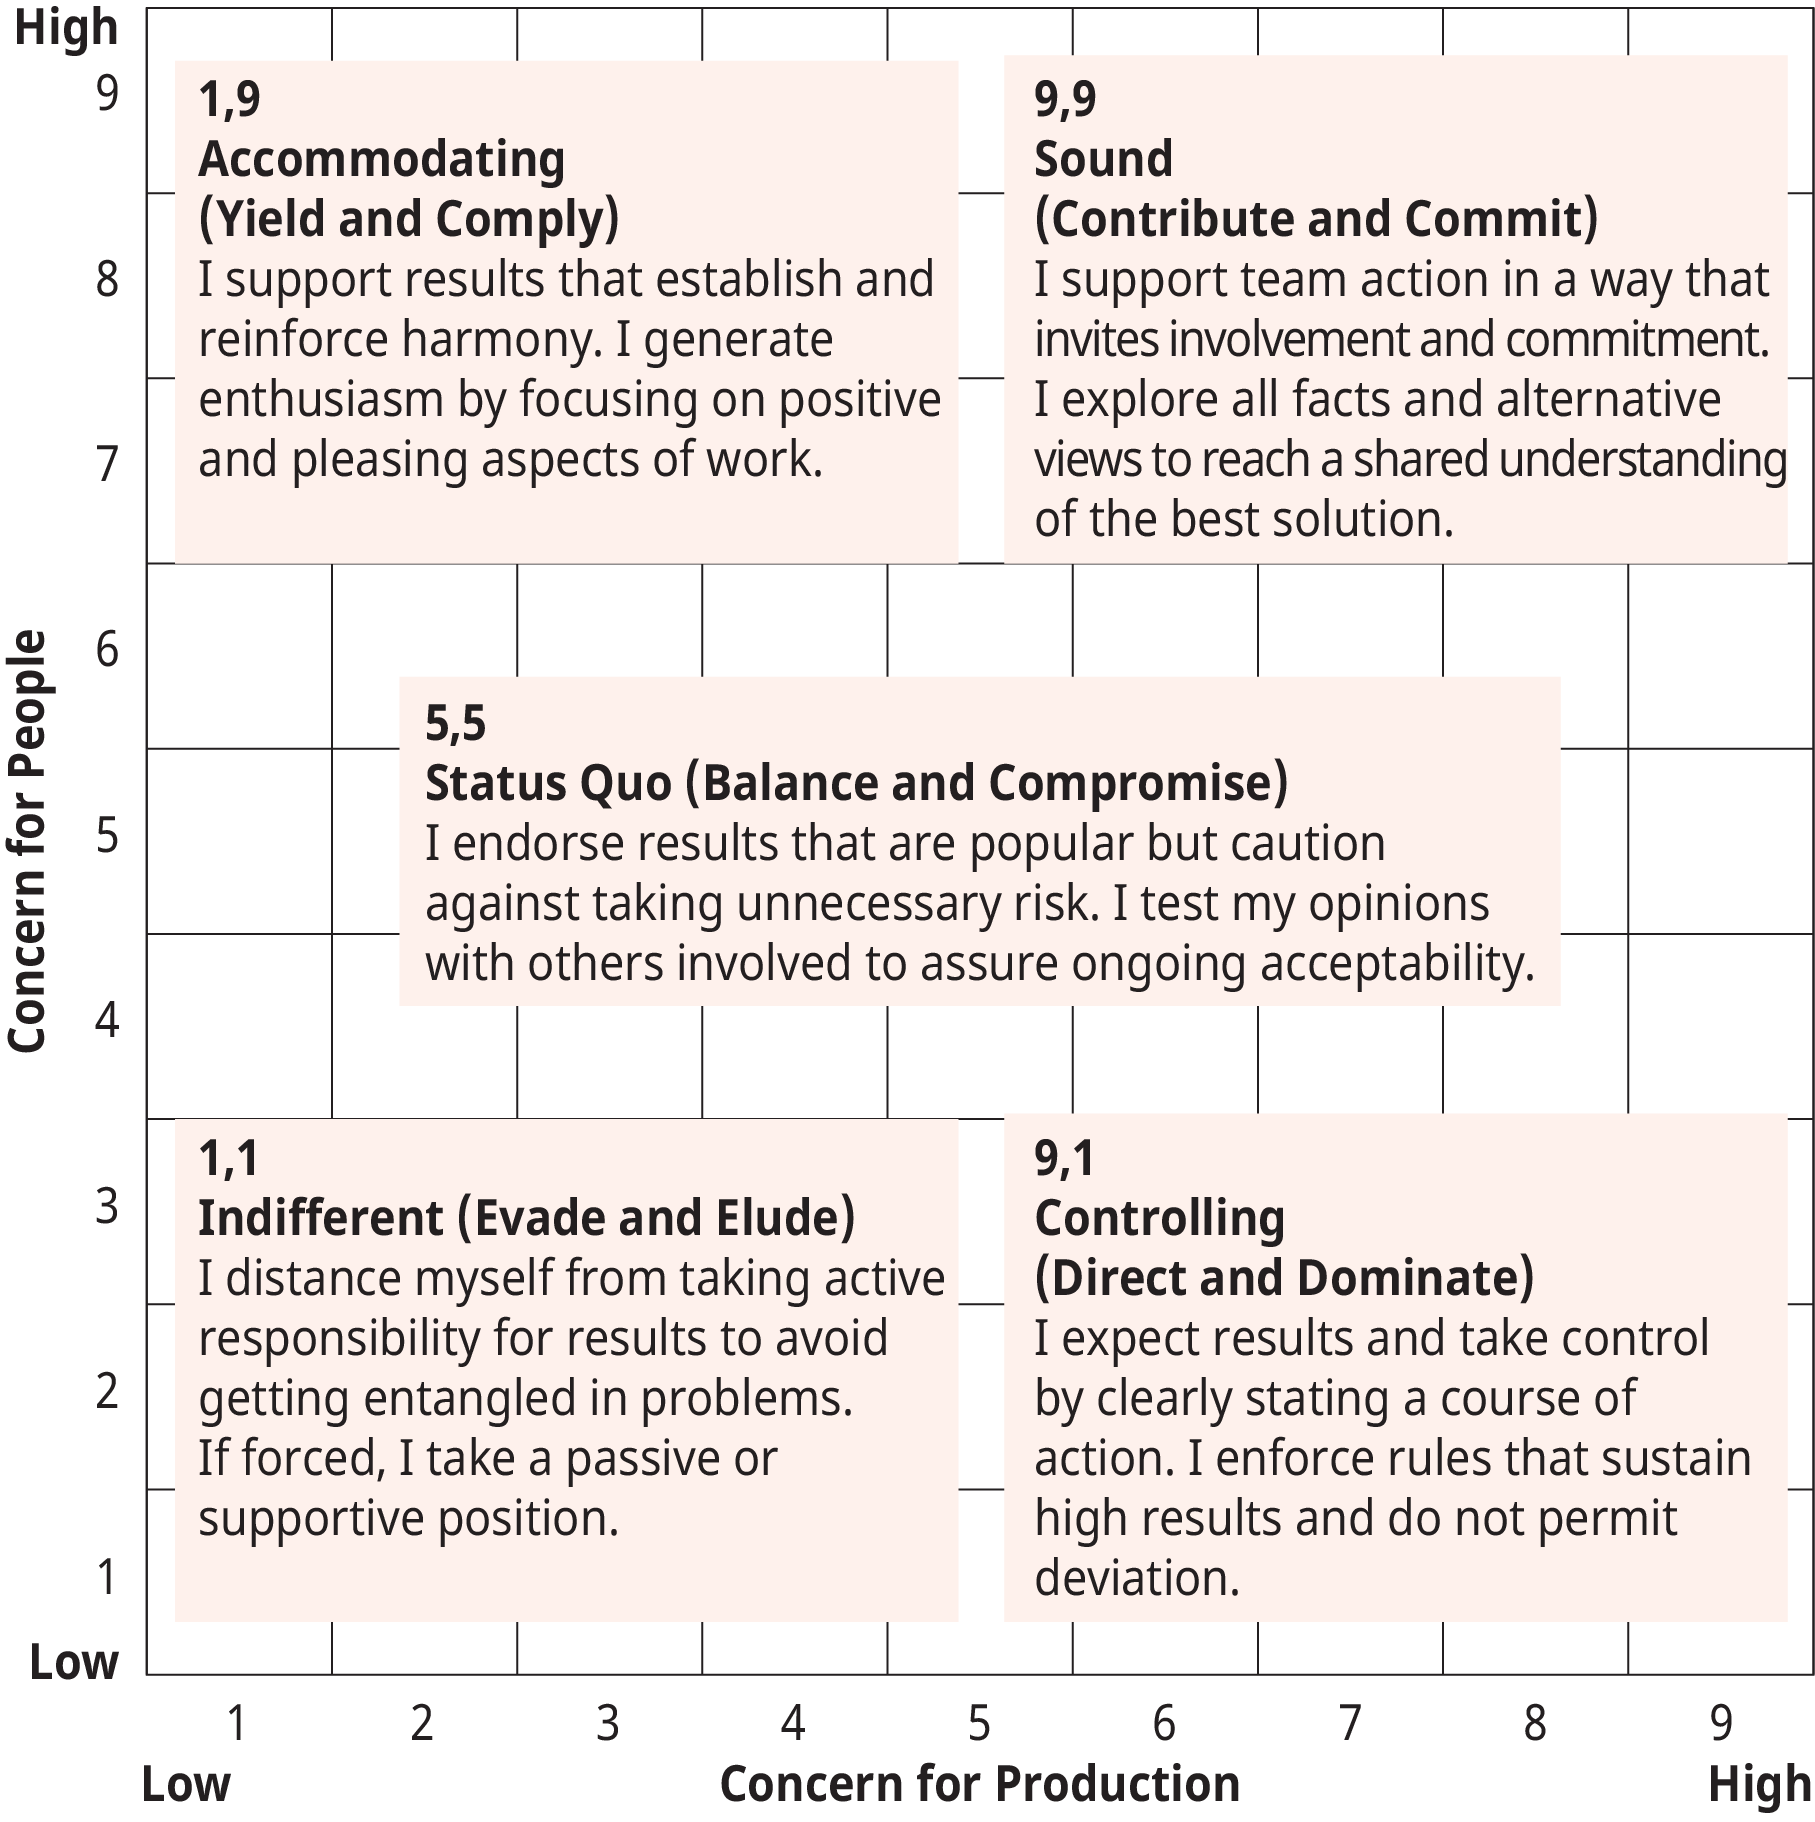 High
9
8
7
6
5
4
3
2
1
Low
Concern for People
1,9
Accommodating
(Yield and Comply)
I support results that establish and
reinforce harmony. I generate
enthusiasm by focusing on positive
and pleasing aspects of work.
9,9
Sound
(Contribute and Commit)
I support team action in a way that
invites involvement and commitment.
I explore all facts and alternative
views to reach a shared understanding
of the best solution.
5,5
Status Quo (Balance and Compromise)
I endorse results that are popular but caution
against taking unnecessary risk. I test my opinions
with others involved to assure ongoing acceptability.
1,1
Indifferent (Evade and Elude)
I distance myself from taking active
responsibility for results to avoid
getting entangled in problems.
If forced, I take a passive or
supportive position.
9,1
Controlling
(Direct and Dominate)
I expect results and take control
by clearly stating a course of
action. I enforce rules that sustain
high results and do not permit
deviation.
1 2 3 4 5 6 7 8 9
Low Concern for Production High